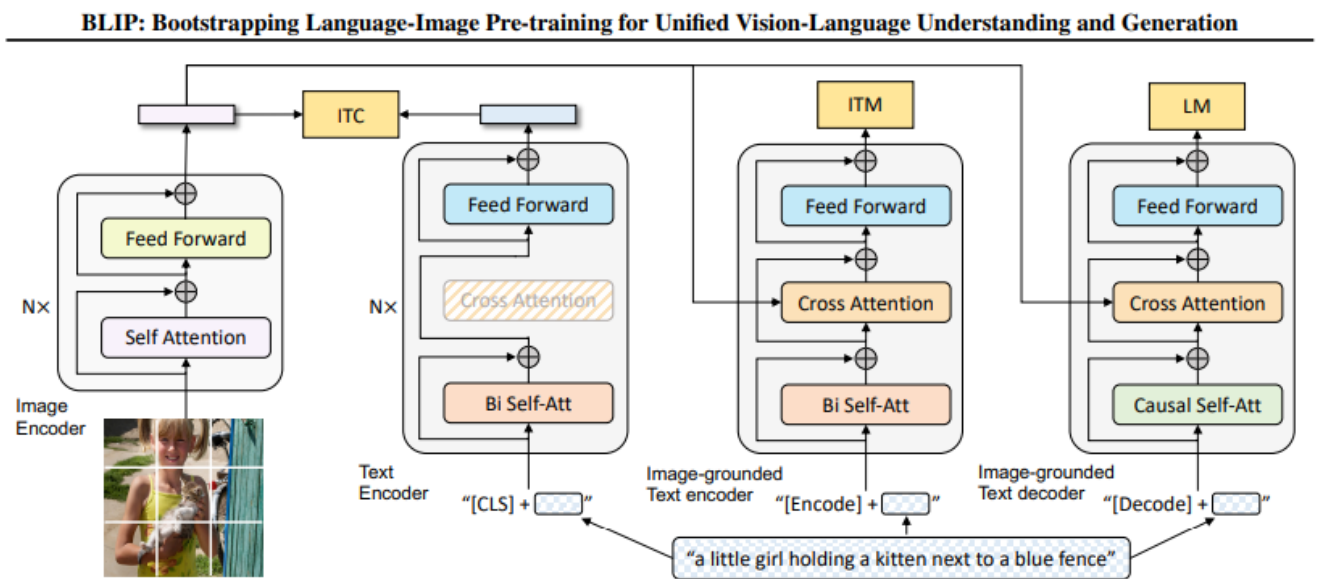 BLIP: Bootstrapping Language-Image Pre-training for Unified Vision-Language Understanding and Generation
ITC
ITM
LM
Feed Forward
Self Attention
N×
Image
Encoder
Feed Forward
Cross Attention
Bi Self-Att
N×
Text
Encoder
"[CLS] + "
Feed Forward
Cross Attention
Bi Self-Att
Image-grounded
Text encoder
"[Encode] + "
Feed Forward
Cross Attention
Causal Self-Att
Image-grounded
Text decoder
"[Decode] + "
"a little girl holding a kitten next to a blue fence"